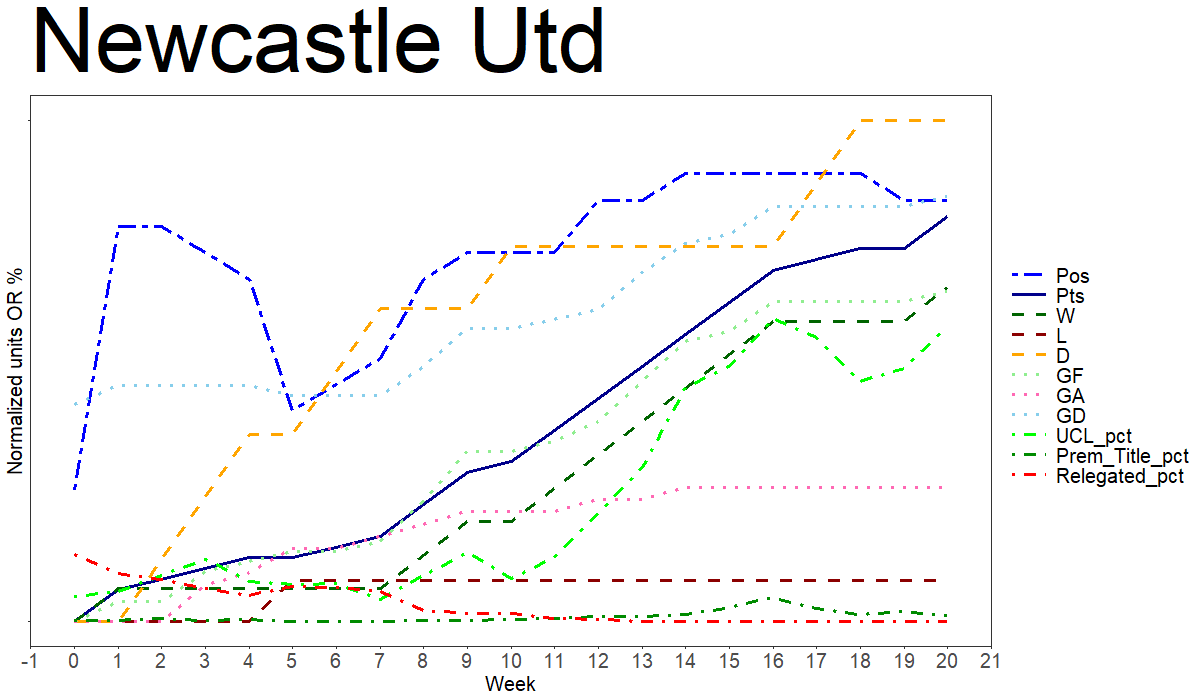 Newcastle Utd
Normalized units OR %
Pos
Pts
W
L
D
GF
GA
GD
UCL_pct
Prem_Title_pct
Relegated_pct
-1 0 1 2 3 4 5 6 7 8 9 10 11 12 13 14 15 16 17 18 19 20 21
Week